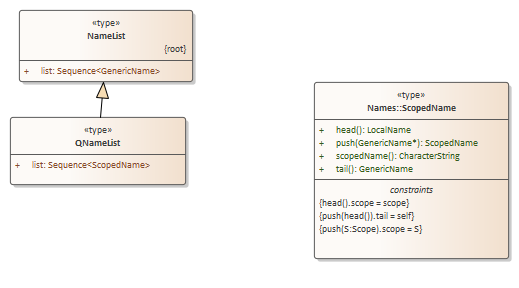 «type»
NameList
{root}
+ list: Sequence<GenericName>
«type»
QNameList
+ list: Sequence<ScopedName>
«type»
Names::ScopedName
+ head(): LocalName
+ push(GenericName*): ScopedName
+ scopedName(): CharacterString
+ tail(): GenericName
constraints
{head().scope = scope}
{push(head()).tail = self}
{push(S:Scope).scope = S}